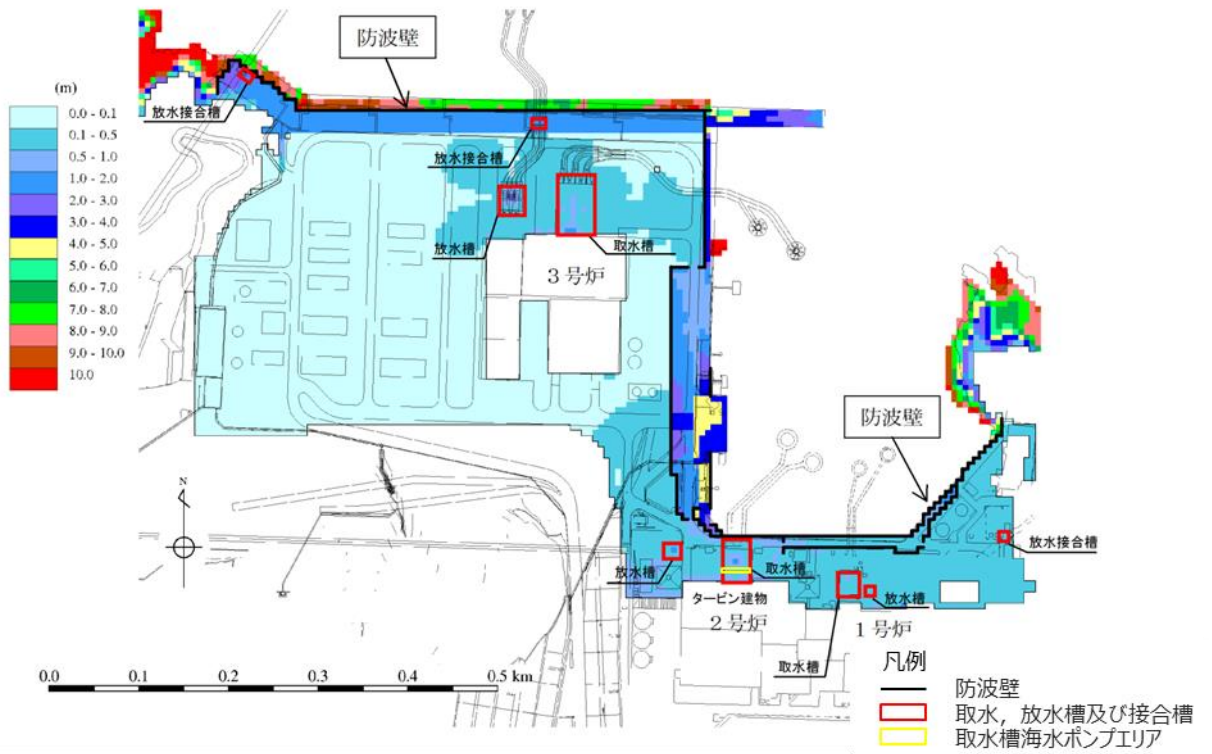 防波壁
(m)
0.0 - 0.1
0.1 - 0.5
0.5 - 1.0
1.0 - 2.0
2.0 - 3.0
3.0 - 4.0
4.0 - 5.0
5.0 - 6.0
6.0 - 7.0
7.0 - 8.0
8.0 - 9.0
9.0 - 10.0
10.0
放水接合槽
放水接合槽
放水槽
取水槽
3号炉
防波壁
N
放水接合槽
放水槽
取水槽
タービン建物
2号炉
放水槽
1号炉
取水槽
0.0 0.1 0.2 0.3 0.4 0.5 km
凡例
防波壁
取水，放水槽及び接合槽
取水槽海水ポンプエリア